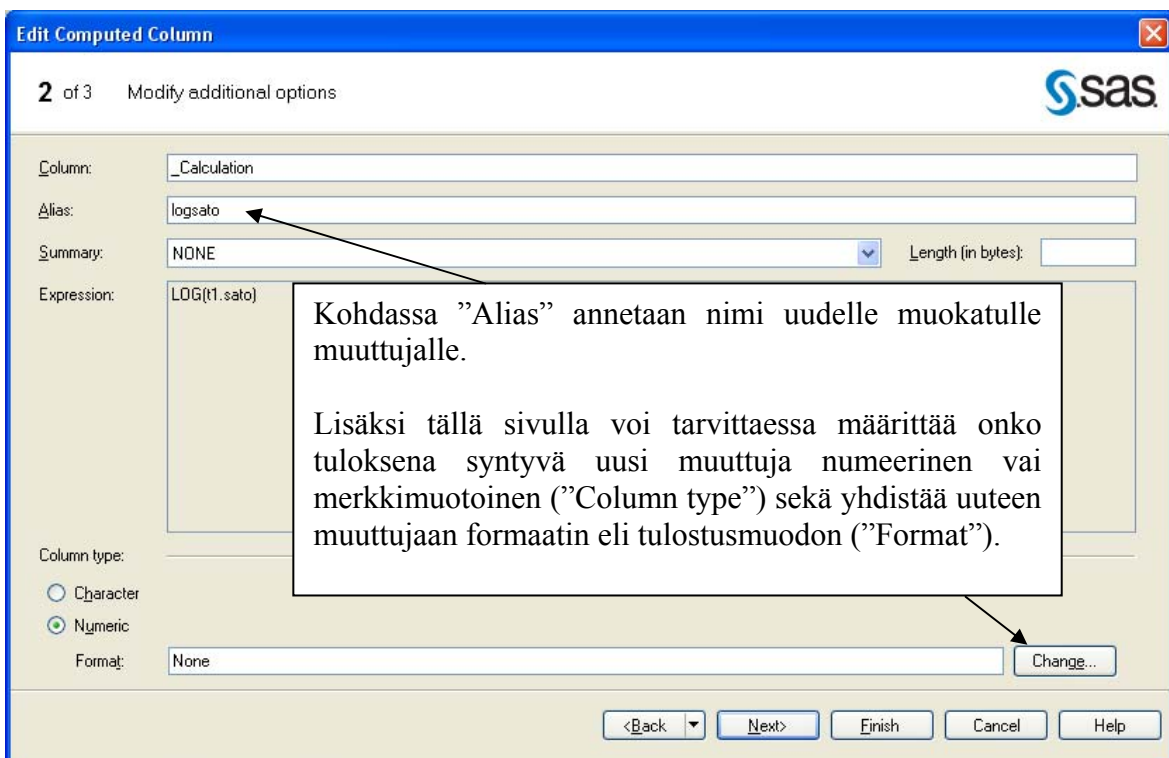 Edit Computed Column
2 of 3 Modify additional options
sas
Column: _Calculation
Alias: logsato
Summary: NONE Length (in bytes):
Expression: LOG(t1.sato)
Kohdassa ”Alias” annetaan nimi uudelle muokatulle
muuttujalle.
Lisäksi tällä sivulla voi tarvittaessa määrittää onko
tuloksena syntyvä uusi muuttuja numeerinen vai
merkkimuotoinen (”Column type”) sekä yhdistää uuteen
muuttujaan formaatin eli tulostusmuodon (”Format”).
Column type:
Character
Numeric
Format: None Change...
<Back Next> Finish Cancel Help